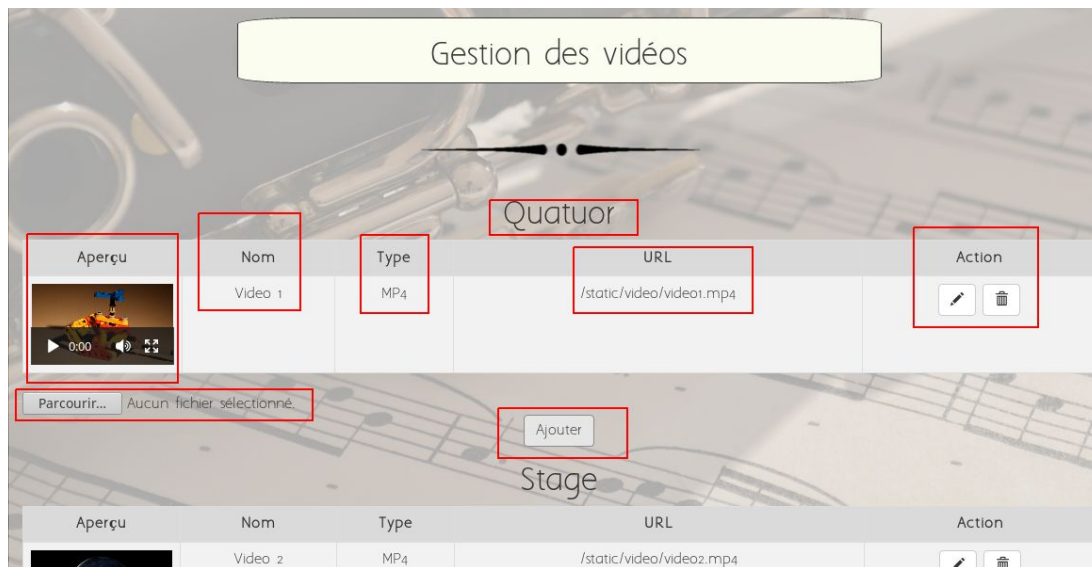 Gestion des vidéos
Quatuor
Aperçu Nom Type URL Action
Video 1 MP4 /static/video/video1.mp4
0:00
Parcourir... Aucun fichier sélectionné.
Ajouter
Stage
Aperçu Nom Type URL Action
Video 2 MP4 /static/video/video2.mp4